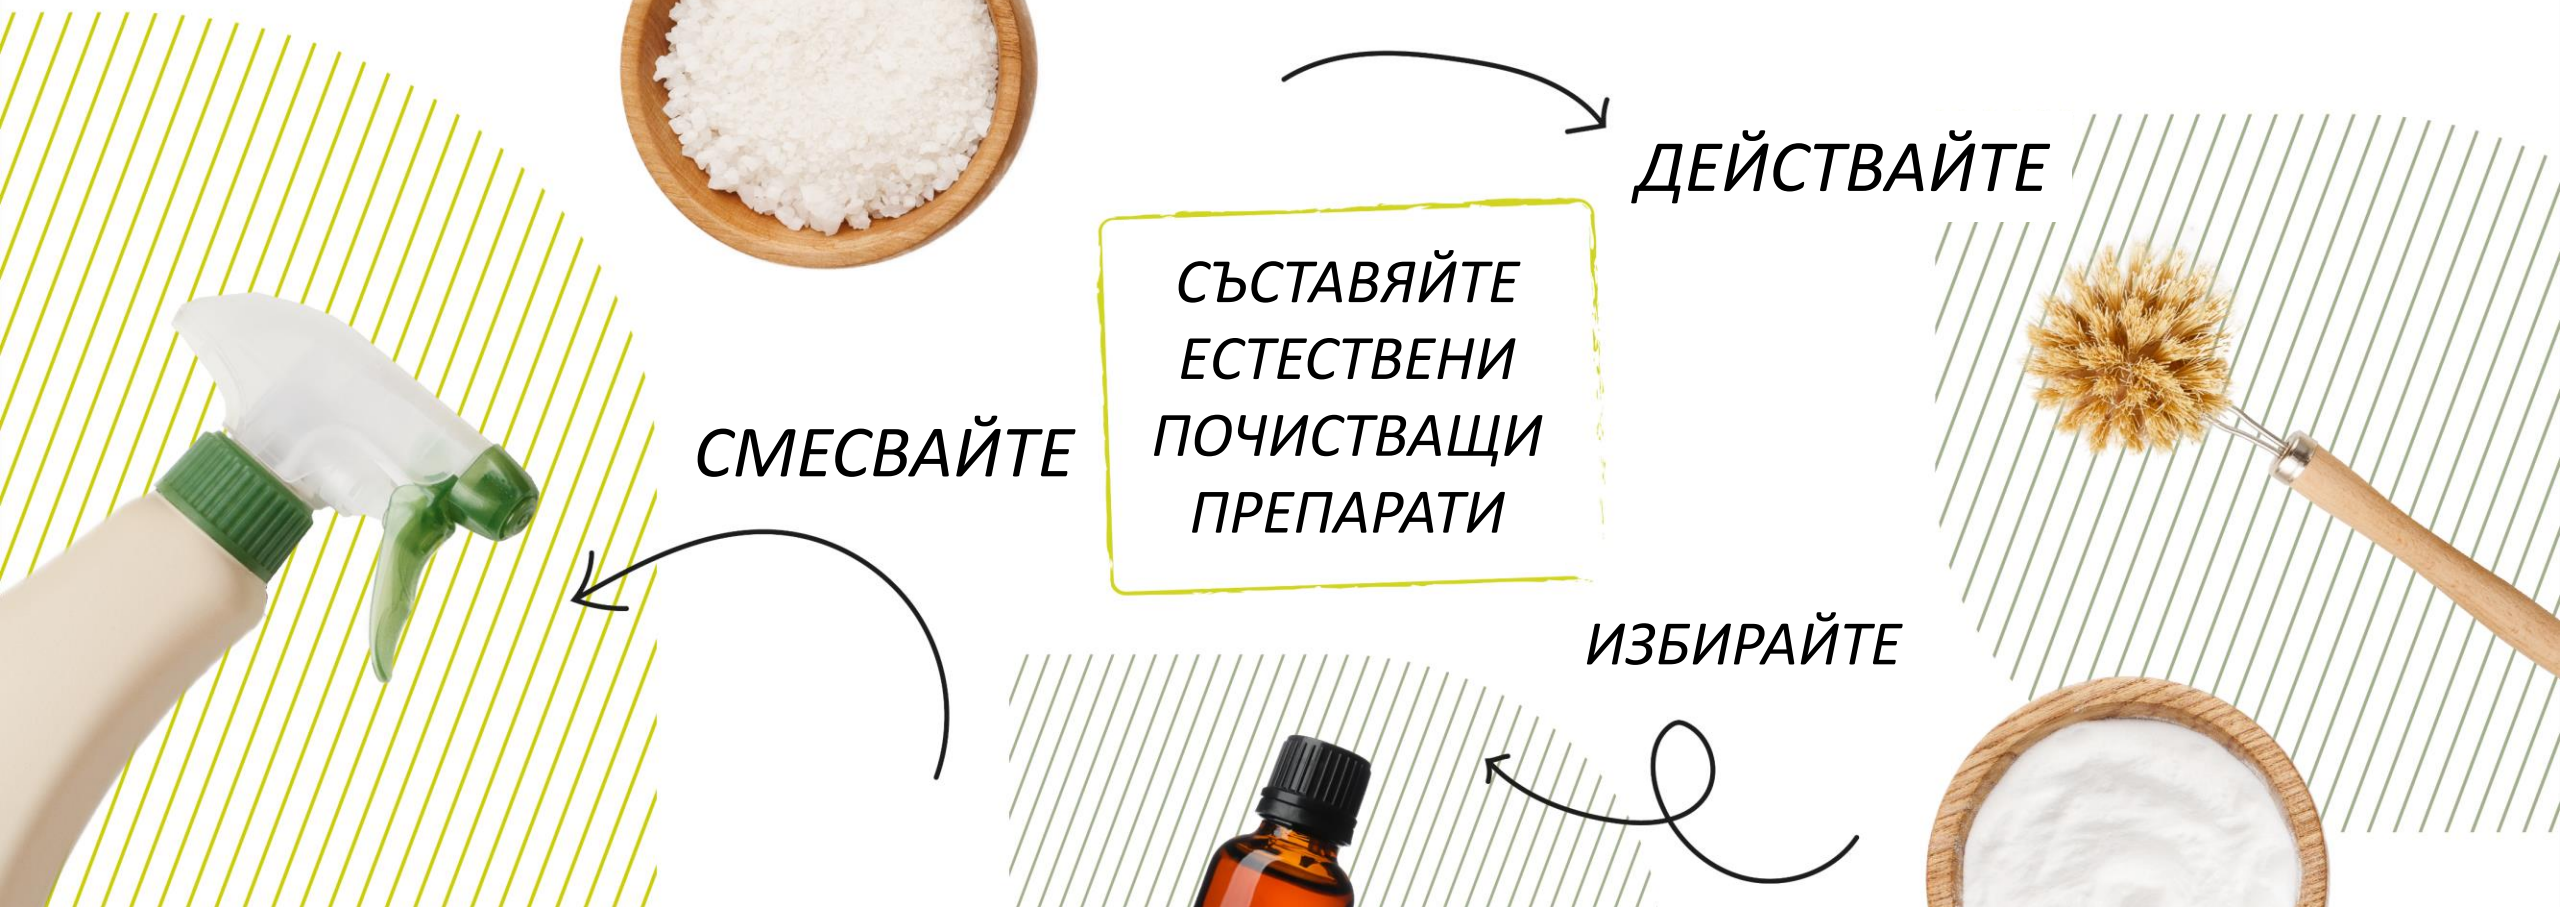 ДЕЙСТВАЙТЕ
СЪСТАВЯЙТЕ
ЕСТЕСТВЕНИ
ПОЧИСТВАЩИ
ПРЕПАРАТИ
СМЕСВАЙТЕ
ИЗБИРАЙТЕ